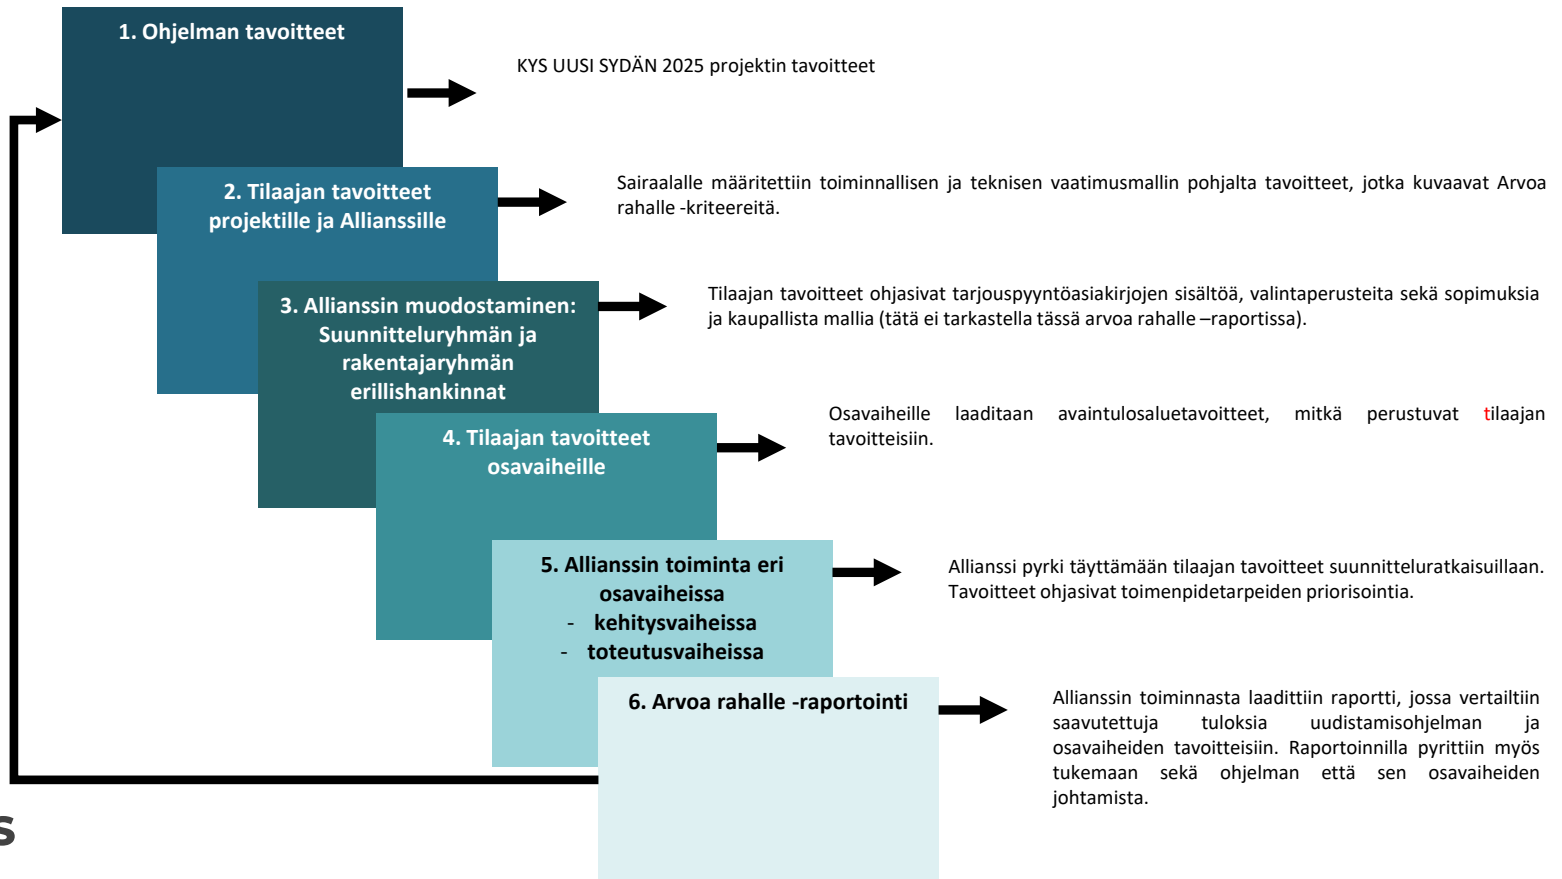 1. Ohjelman tavoitteet
KYS UUSI SYDÄN 2025 projektin tavoitteet
2. Tilaajan tavoitteet
projektille ja Allianssille
Sairaalalle määritettiin toiminnallisen ja teknisen vaatimusmallin pohjalta tavoitteet, jotka kuvaavat Arvoa
rahalle -kriteereitä.
3. Allianssin muodostaminen:
Suunnitteluryhmän ja
rakentajaryhmän
erillishankinnat
Tilaajan tavoitteet ohjasivat tarjouspyyntöasiakirjojen sisältöä, valintaperusteita sekä sopimuksia
ja kaupallista mallia (tätä ei tarkastella tässä arvoa rahalle –raportissa).
4. Tilaajan tavoitteet
osavaiheille
Osavaiheille laaditaan avaintulosaluetavoitteet, mitkä perustuvat tilaajan
tavoitteisiin.
5. Allianssin toiminta eri
osavaiheissa
- kehitysvaiheissa
- toteutusvaiheissa
Allianssi pyrki täyttämään tilaajan tavoitteet suunnitteluratkaisuillaan.
Tavoitteet ohjasivat toimenpidetarpeiden priorisointia.
6. Arvoa rahalle -raportointi
Allianssin toiminnasta laadittiin raportti, jossa vertailtiin
saavutettuja tuloksia uudistamisohjelman ja
osavaiheiden tavoitteisiin. Raportoinnilla pyrittiin myös
tukemaan sekä ohjelman että sen osavaiheiden
johtamista.
s